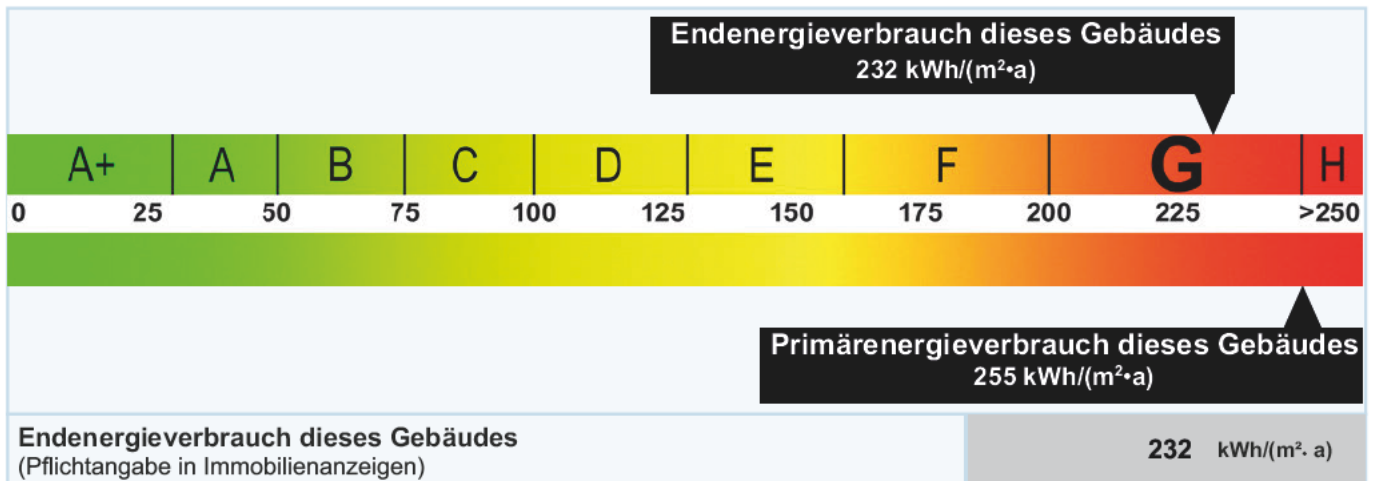 Endenergieverbrauch dieses Gebäudes
232 kWh/(m²•a)
A+ A B C D E F G H
0 25 50 75 100 125 150 175 200 225 >250
Primärenergieverbrauch dieses Gebäudes
255 kWh/(m²•a)
Endenergieverbrauch dieses Gebäudes
(Pflichtangabe in Immobilienanzeigen)
232 kWh/(m². a)